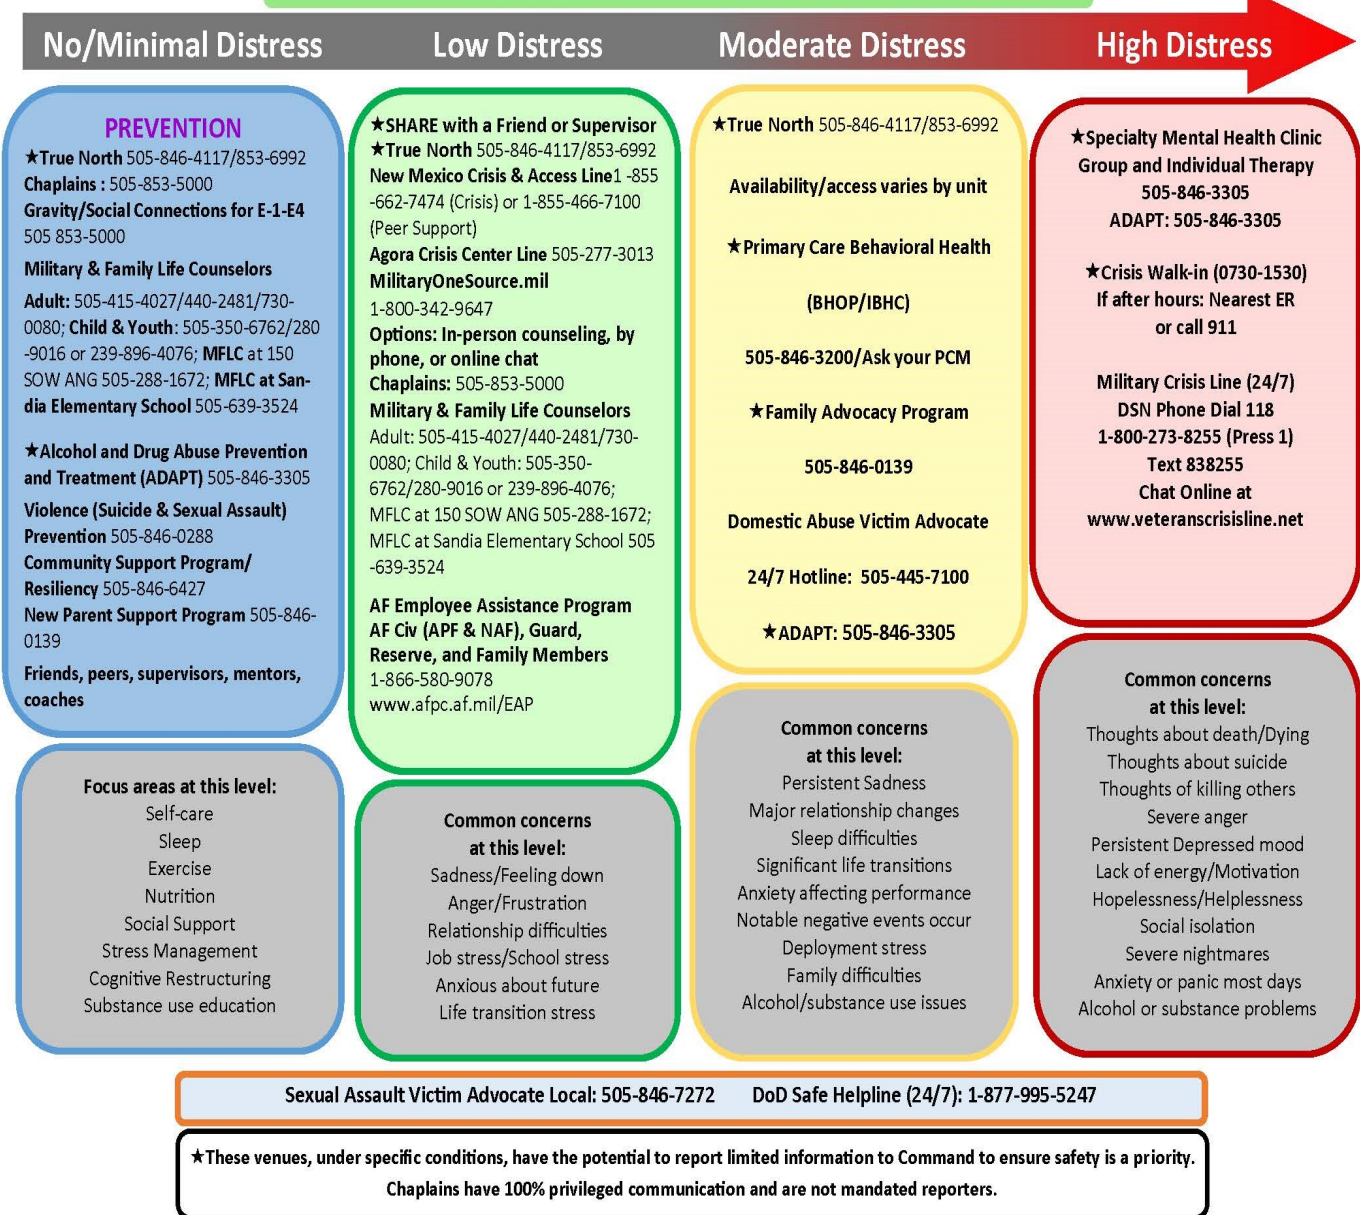 No/Minimal Distress
Low Distress
Moderate Distress
High Distress
PREVENTION
★True North 505-846-4117/853-6992
Chaplains : 505-853-5000
Gravity/Social Connections for E-1-E4
505 853-5000
Military & Family Life Counselors
Adult: 505-415-4027/440-2481/730-
0080; Child & Youth: 505-350-6762/280
-9016 or 239-896-4076; MFLC at 150
SOW ANG 505-288-1672; MFLC at San-
dia Elementary School 505-639-3524
★Alcohol and Drug Abuse Prevention
and Treatment (ADAPT) 505-846-3305
Violence (Suicide & Sexual Assault)
Prevention 505-846-0288
Community Support Program/
Resiliency 505-846-6427
New Parent Support Program 505-846-
0139
Friends, peers, supervisors, mentors,
coaches
Focus areas at this level:
Self-care
Sleep
Exercise
Nutrition
Social Support
Stress Management
Cognitive Restructuring
Substance use education
★SHARE with a Friend or Supervisor
★True North 505-846-4117/853-6992
New Mexico Crisis & Access Line1 -855
-662-7474 (Crisis) or 1-855-466-7100
(Peer Support)
Agora Crisis Center Line 505-277-3013
MilitaryOneSource.mil
1-800-342-9647
Options: In-person counseling, by
phone, or online chat
Chaplains: 505-853-5000
Military & Family Life Counselors
Adult: 505-415-4027/440-2481/730-
0080; Child & Youth: 505-350-
6762/280-9016 or 239-896-4076;
MFLC at 150 SOW ANG 505-288-1672;
MFLC at Sandia Elementary School 505
-639-3524
AF Employee Assistance Program
AF Civ (APF & NAF), Guard,
Reserve, and Family Members
1-866-580-9078
www.afpc.af.mil/EAP
Common concerns
at this level:
Sadness/Feeling down
Anger/Frustration
Relationship difficulties
Job stress/School stress
Anxious about future
Life transition stress
★True North 505-846-4117/853-6992
Availability/access varies by unit
★Primary Care Behavioral Health
(BHOP/IBHC)
505-846-3200/Ask your PCM
★Family Advocacy Program
505-846-0139
Domestic Abuse Victim Advocate
24/7 Hotline: 505-445-7100
★ADAPT: 505-846-3305
Common concerns
at this level:
Persistent Sadness
Major relationship changes
Sleep difficulties
Significant life transitions
Anxiety affecting performance
Notable negative events occur
Deployment stress
Family difficulties
Alcohol/substance use issues
★Specialty Mental Health Clinic
Group and Individual Therapy
505-846-3305
ADAPT: 505-846-3305
★Crisis Walk-in (0730-1530)
If after hours: Nearest ER
or call 911
Military Crisis Line (24/7)
DSN Phone Dial 118
1-800-273-8255 (Press 1)
Text 838255
Chat Online at
www.veteranscrisisline.net
Common concerns
at this level:
Thoughts about death/Dying
Thoughts about suicide
Thoughts of killing others
Severe anger
Persistent Depressed mood
Lack of energy/Motivation
Hopelessness/Helplessness
Social isolation
Severe nightmares
Anxiety or panic most days
Alcohol or substance problems
Sexual Assault Victim Advocate Local: 505-846-7272 DoD Safe Helpline (24/7): 1-877-995-5247
★These venues, under specific conditions, have the potential to report limited information to Command to ensure safety is a priority.
Chaplains have 100% privileged communication and are not mandated reporters.